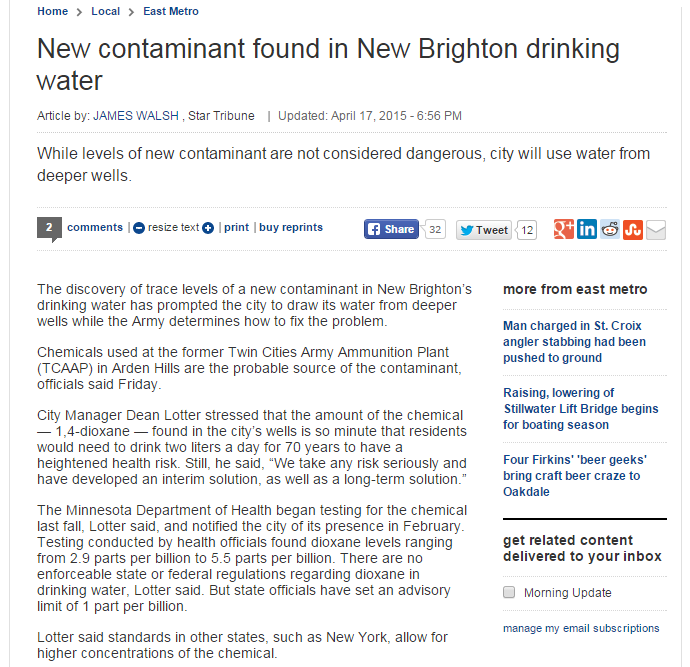 Home > Local > East Metro
New contaminant found in New Brighton drinking
water
Article by: JAMES WALSH , Star Tribune | Updated: April 17, 2015 - 6:56 PM
While levels of new contaminant are not considered dangerous, city will use water from
deeper wells.
2 comments | resize text | print | buy reprints
Share 32 Tweet 12
The discovery of trace levels of a new contaminant in New Brighton's
drinking water has prompted the city to draw its water from deeper
wells while the Army determines how to fix the problem.
Chemicals used at the former Twin Cities Army Ammunition Plant
(TCAAP) in Arden Hills are the probable source of the contaminant,
officials said Friday.
City Manager Dean Lotter stressed that the amount of the chemical
— 1,4-dioxane — found in the city's wells is so minute that residents
would need to drink two liters a day for 70 years to have a
heightened health risk. Still, he said, “We take any risk seriously and
have developed an interim solution, as well as a long-term solution.”
The Minnesota Department of Health began testing for the chemical
last fall, Lotter said, and notified the city of its presence in February.
Testing conducted by health officials found dioxane levels ranging
from 2.9 parts per billion to 5.5 parts per billion. There are no
enforceable state or federal regulations regarding dioxane in
drinking water, Lotter said. But state officials have set an advisory
limit of 1 part per billion.
Lotter said standards in other states, such as New York, allow for
higher concentrations of the chemical.
more from east metro
Man charged in St. Croix
angler stabbing had been
pushed to ground
Raising, lowering of
Stillwater Lift Bridge begins
for boating season
Four Firkins' 'beer geeks'
bring craft beer craze to
Oakdale
get related content
delivered to your inbox
Morning Update
manage my email subscriptions